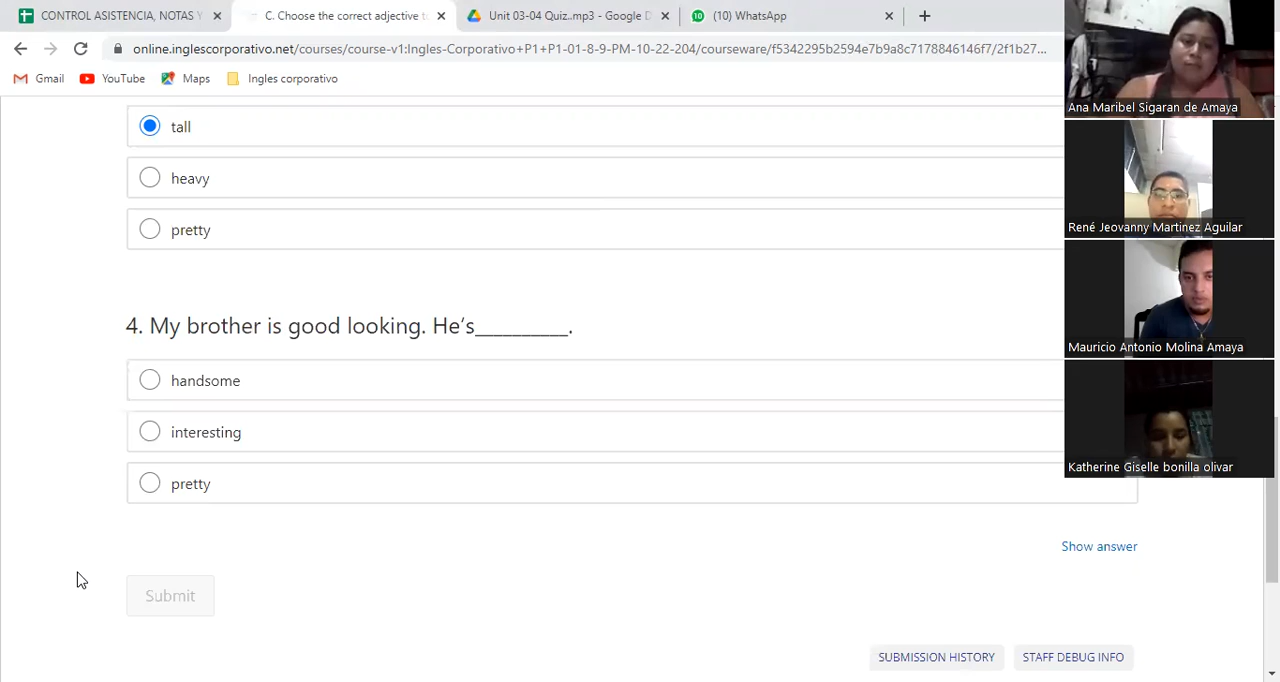 CONTROL ASISTENCIA, NOTAS Y
C. Choose the correct adjective to
Unit 03-04 Quiz..mp3 - Google D
10 (10) WhatsApp
online.inglescorporativo.net/courses/course-v1:Ingles-Corporativo+P1+P1-01-8-9-PM-10-22-204/courseware/f5342295b2594e7b9a8c7178846146f7/2f1b27...
Gmail YouTube Maps Ingles corporativo
Ana Maribel Sigaran de Amaya
tall
heavy
René Jeovanny Martinez Aguilar
pretty
4. My brother is good looking. He‘s__________.
Mauricio Antonio Molina Amaya
handsome
interesting
Katherine Giselle bonilla olivar
pretty
Show answer
Submit
SUBMISSION HISTORY STAFF DEBUG INFO